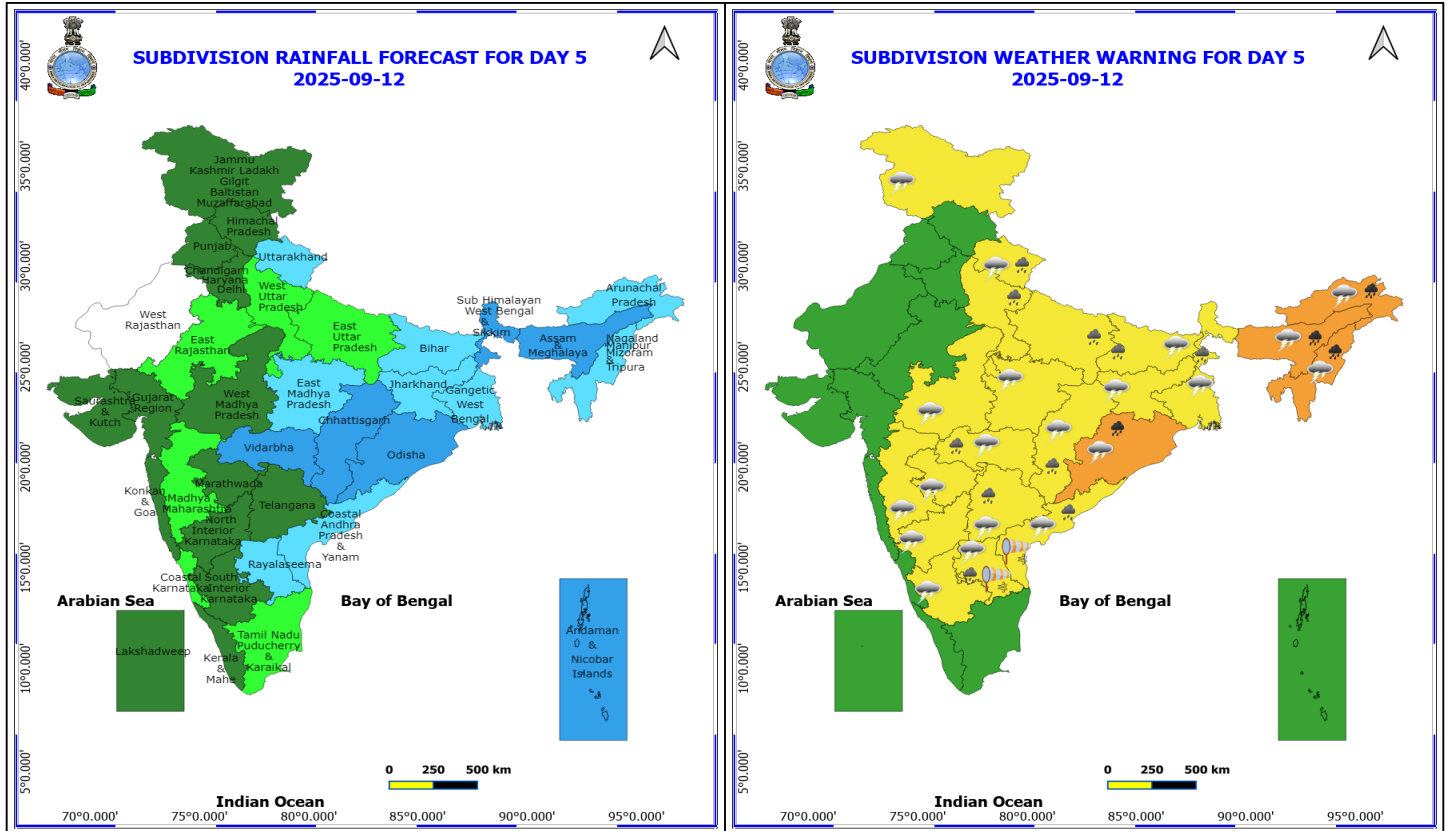 SUBDIVISION RAINFALL FORECAST FOR DAY 5
2025-09-12
40°0.000'
35°0.000'
30°0.000'
25°0.000'
20°0.000'
15°0.000'
10°0.000'
5°0.000'
Jammu
Kashmir Ladakh
Gilgit
Baltistan
Muzaffarabad
Himachal
Pradesh
Punjab
Chandigarh
Haryana
Delhi
Uttarakhand
West
Uttar
Pradesh
West
Rajasthan
East
Rajasthan
East
Uttar
Pradesh
Sub Himalayan
West Bengal
&
Sikkim
Arunachal
Pradesh
Assam
&
Meghalaya
Nagaland
Manipur
Mizoram
&
Tripura
Bihar
Jharkhand
Gangetic
West
Bengal
East
Madhya
Pradesh
West
Madhya
Pradesh
Gujarat
Region
Saurashtra
&
Kutch
Chhattisgarh
Vidarbha
Odisha
Konkan
&
Goa
Madhya
Maharashtra
Marathwada
Telangana
North
Interior
Karnataka
Coastal
Andhra
Pradesh
&
Yanam
Rayalaseema
Coastal
Karnataka
South
Interior
Karnataka
Arabian Sea
Bay of Bengal
Lakshadweep
Kerala
&
Mahe
Tamil Nadu
Puducherry
&
Karaikal
Andaman
&
Nicobar
Islands
0 250 500 km
Indian Ocean
70°0.000' 75°0.000' 80°0.000' 85°0.000' 90°0.000' 95°0.000'
SUBDIVISION WEATHER WARNING FOR DAY 5
2025-09-12
40°0.000'
35°0.000'
30°0.000'
25°0.000'
20°0.000'
15°0.000'
10°0.000'
5°0.000'
Arabian Sea
Bay of Bengal
0 250 500 km
Indian Ocean
70°0.000' 75°0.000' 80°0.000' 85°0.000' 90°0.000' 95°0.000'